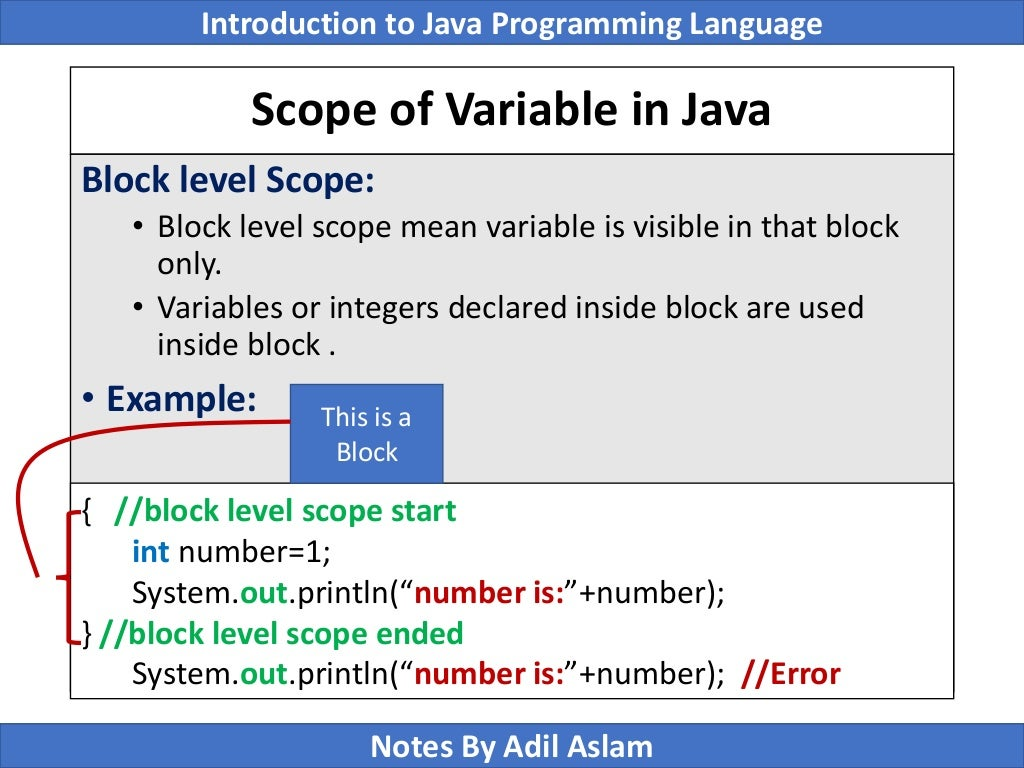 Introduction to Java Programming Language
Scope of Variable in Java
Block level Scope:
• Block level scope mean variable is visible in that block
only.
• Variables or integers declared inside block are used
inside block .
• Example:
This is a
Block
{ //block level scope start
int number=1;
System.out.println(“number is:”+number);
} //block level scope ended
System.out.println(“number is:”+number); //Error
Notes By Adil Aslam